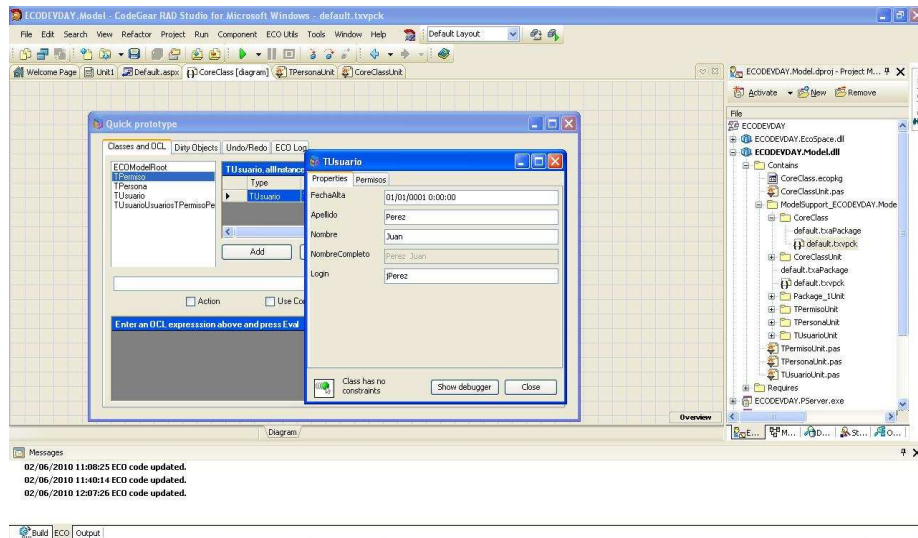 ECODEVDAY.Model - CodeGear RAD Studio for Microsoft Windows - default.txvpck
File Edit Search View Refactor Project Run Component ECO Utils Tools Window Help
Default Layout
Welcome Page Unit1 Default.aspx CoreClass [diagram] TPersonaUnit CoreClassUnit
Quick prototype
Classes and OCL Dirty Objects Undo/Redo ECO Log
ECOModelRoot
TPermiso
TPersona
TUsuario
TUsuarioUsuariosTPermisoPe
TUsuario.allInstance
Type
TUsuario
Add
Action
Use Co
Enter an OCL expresssion above and press Eval
TUsuario
Properties Permisos
FechaAlta 01/01/0001 0:00:00
Apellido Perez
Nombre Juan
NombreCompleto Perez Juan
Login jPerez
Class has no
constraints
Show debugger Close
Overview
Diagram
ECODEVDAY.Model.dproj - Project M...
Activate New Remove
File
ECODEVDAY
ECODEVDAY.EcoSpace.dl
ECODEVDAY.Model.dll
Contains
CoreClass.ecopkg
CoreClassUnit.pas
ModelSupport_ECODEVDAY.Mode
CoreClass
default.txaPackage
default.txvpck
CoreClassUnit
default.txaPackage
default.txvpck
Package_1Unit
TPermisoUnit
TPersonaUnit
TUsuarioUnit
TPermisoUnit.pas
TPersonaUnit.pas
TUsuarioUnit.pas
Requires
ECODEVDAY.PServer.exe
E... M... D... St... O...
Messages
02/06/2010 11:08:25 ECO code updated.
02/06/2010 11:40:14 ECO code updated.
02/06/2010 12:07:26 ECO code updated.
Build ECO Output